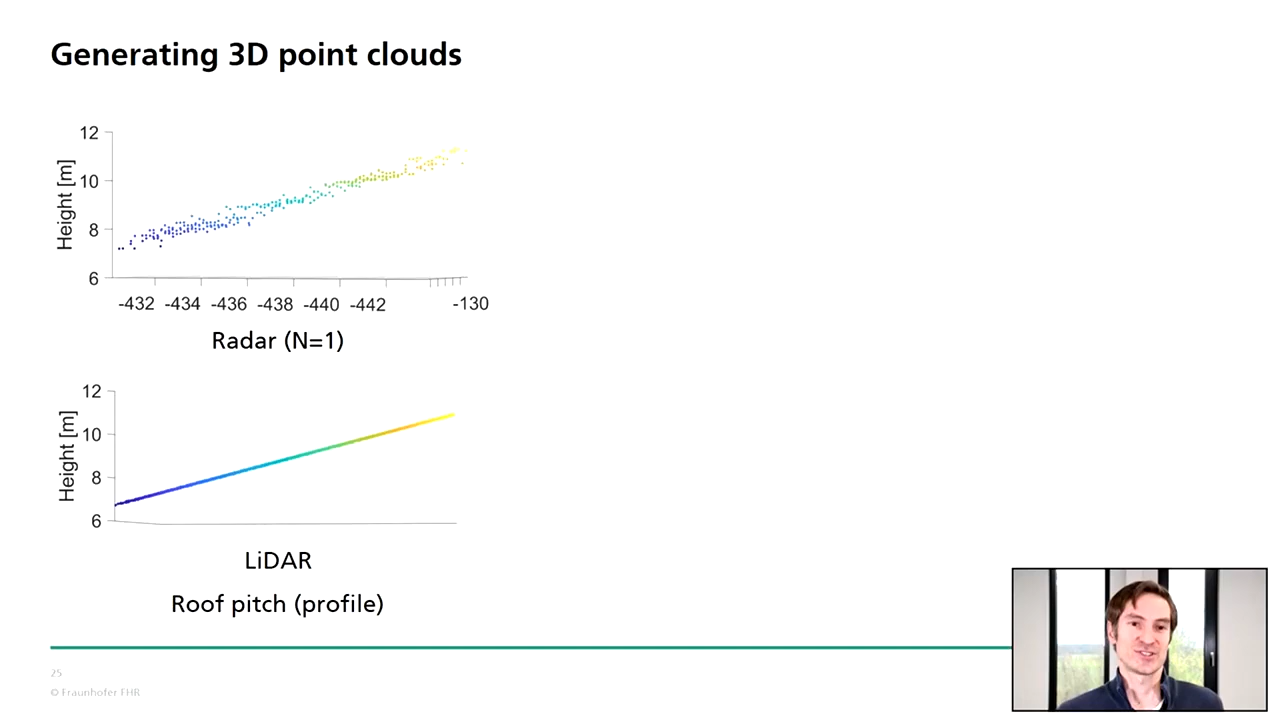 Generating 3D point clouds
12
10
8
6
Height [m]
-432 -434 -436 -438 -440 -442 -130
Radar (N=1)
12
10
8
6
Height [m]
LiDAR
Roof pitch (profile)
25
© Fraunhofer FHR